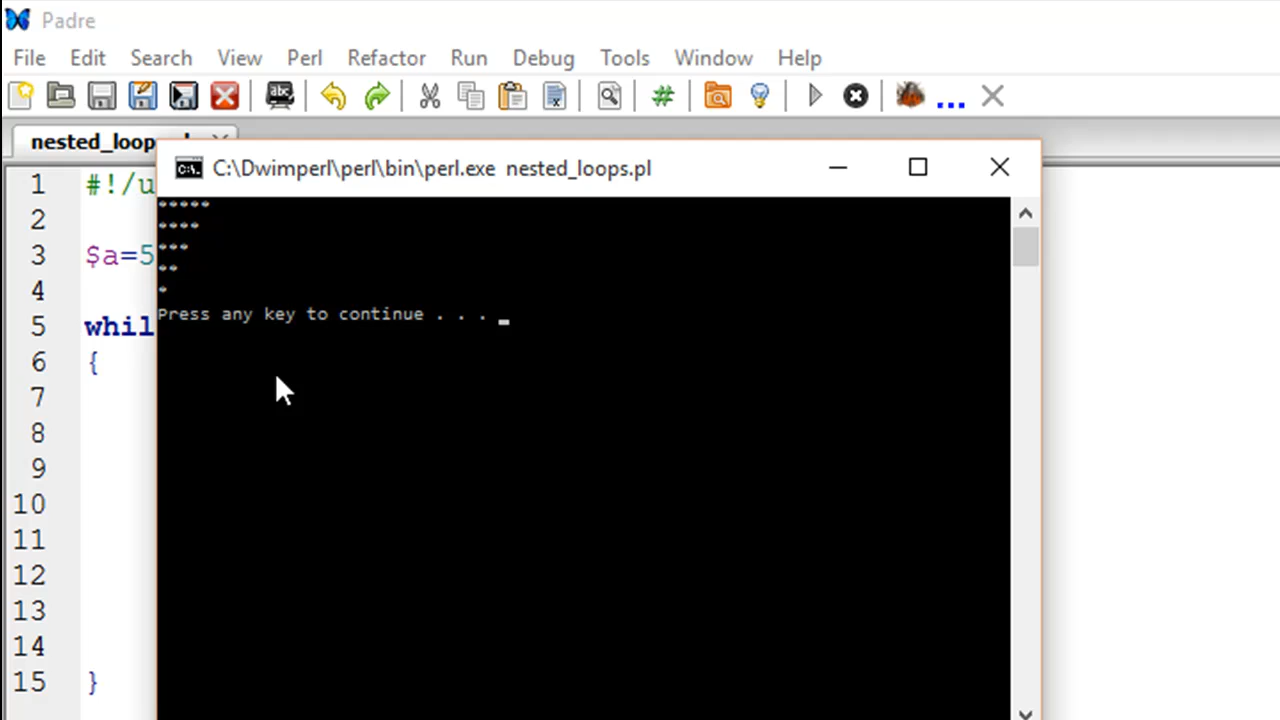 Padre
File Edit Search View Perl Refactor Run Debug Tools Window Help
abc
nested_loop
C:\Dwimperl\perl\bin\perl.exe nested_loops.pl
1 #!/u
2
3 $a=5
4
5 whil
6 {
7
8
9
10
11
12
13
14
15 }
*****
****
***
**
*
Press any key to continue . . . _